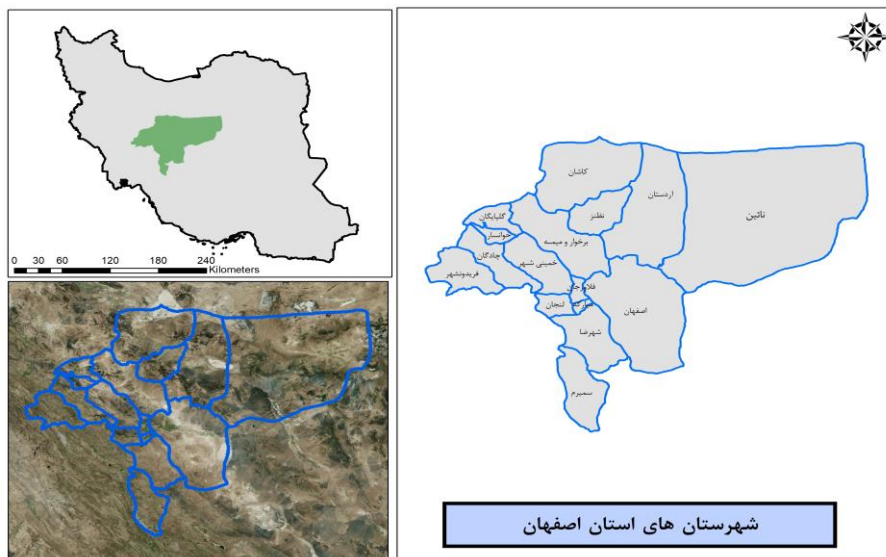 0 30 60 120 180 240
Kilometers
کاشان
اردستان
نائین
گلپایگان
نطنز
خوانسار
برخوار و میمه
چادگان
خمینی شهر
فریدونشهر
فلاورجان
اصفهان
لنجان
مبارکه
شهرضا
سمیرم
شهرستان های استان اصفهان